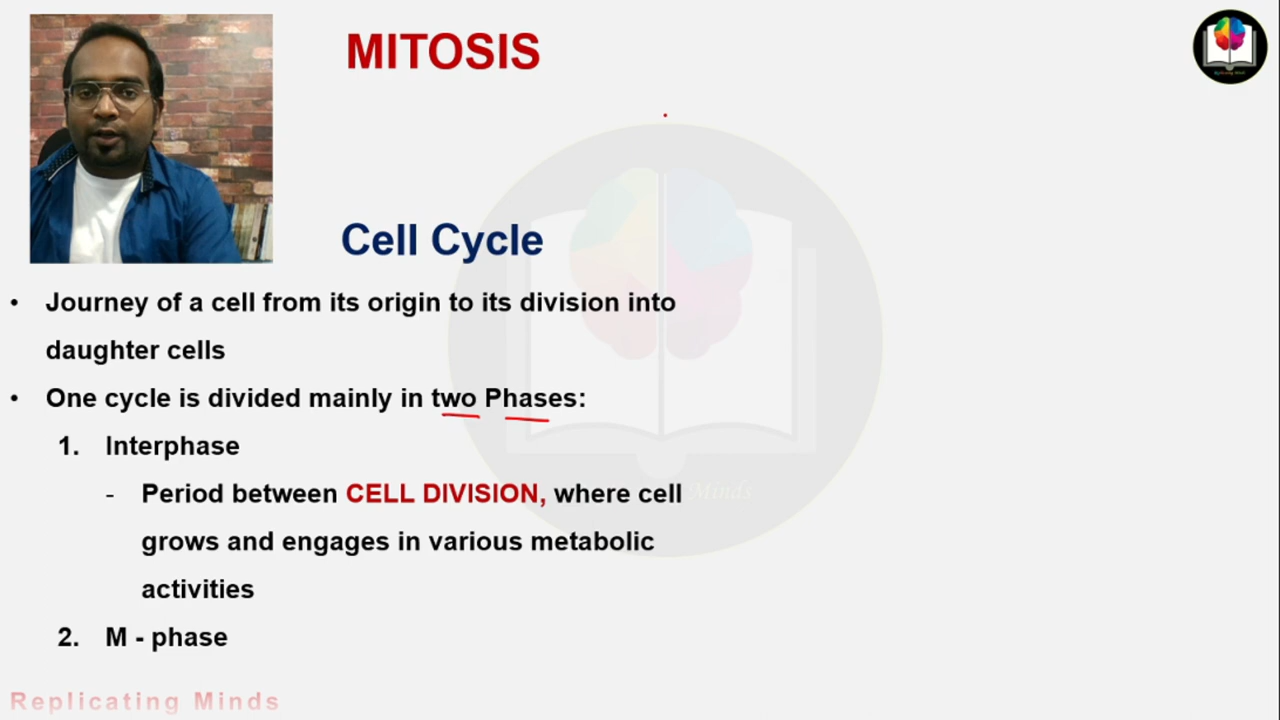 MITOSIS
Cell Cycle
• Journey of a cell from its origin to its division into
daughter cells
• One cycle is divided mainly in two Phases:
1. Interphase
- Period between CELL DIVISION, where cell
grows and engages in various metabolic
activities
2. M - phase
Minds
Replicating Minds